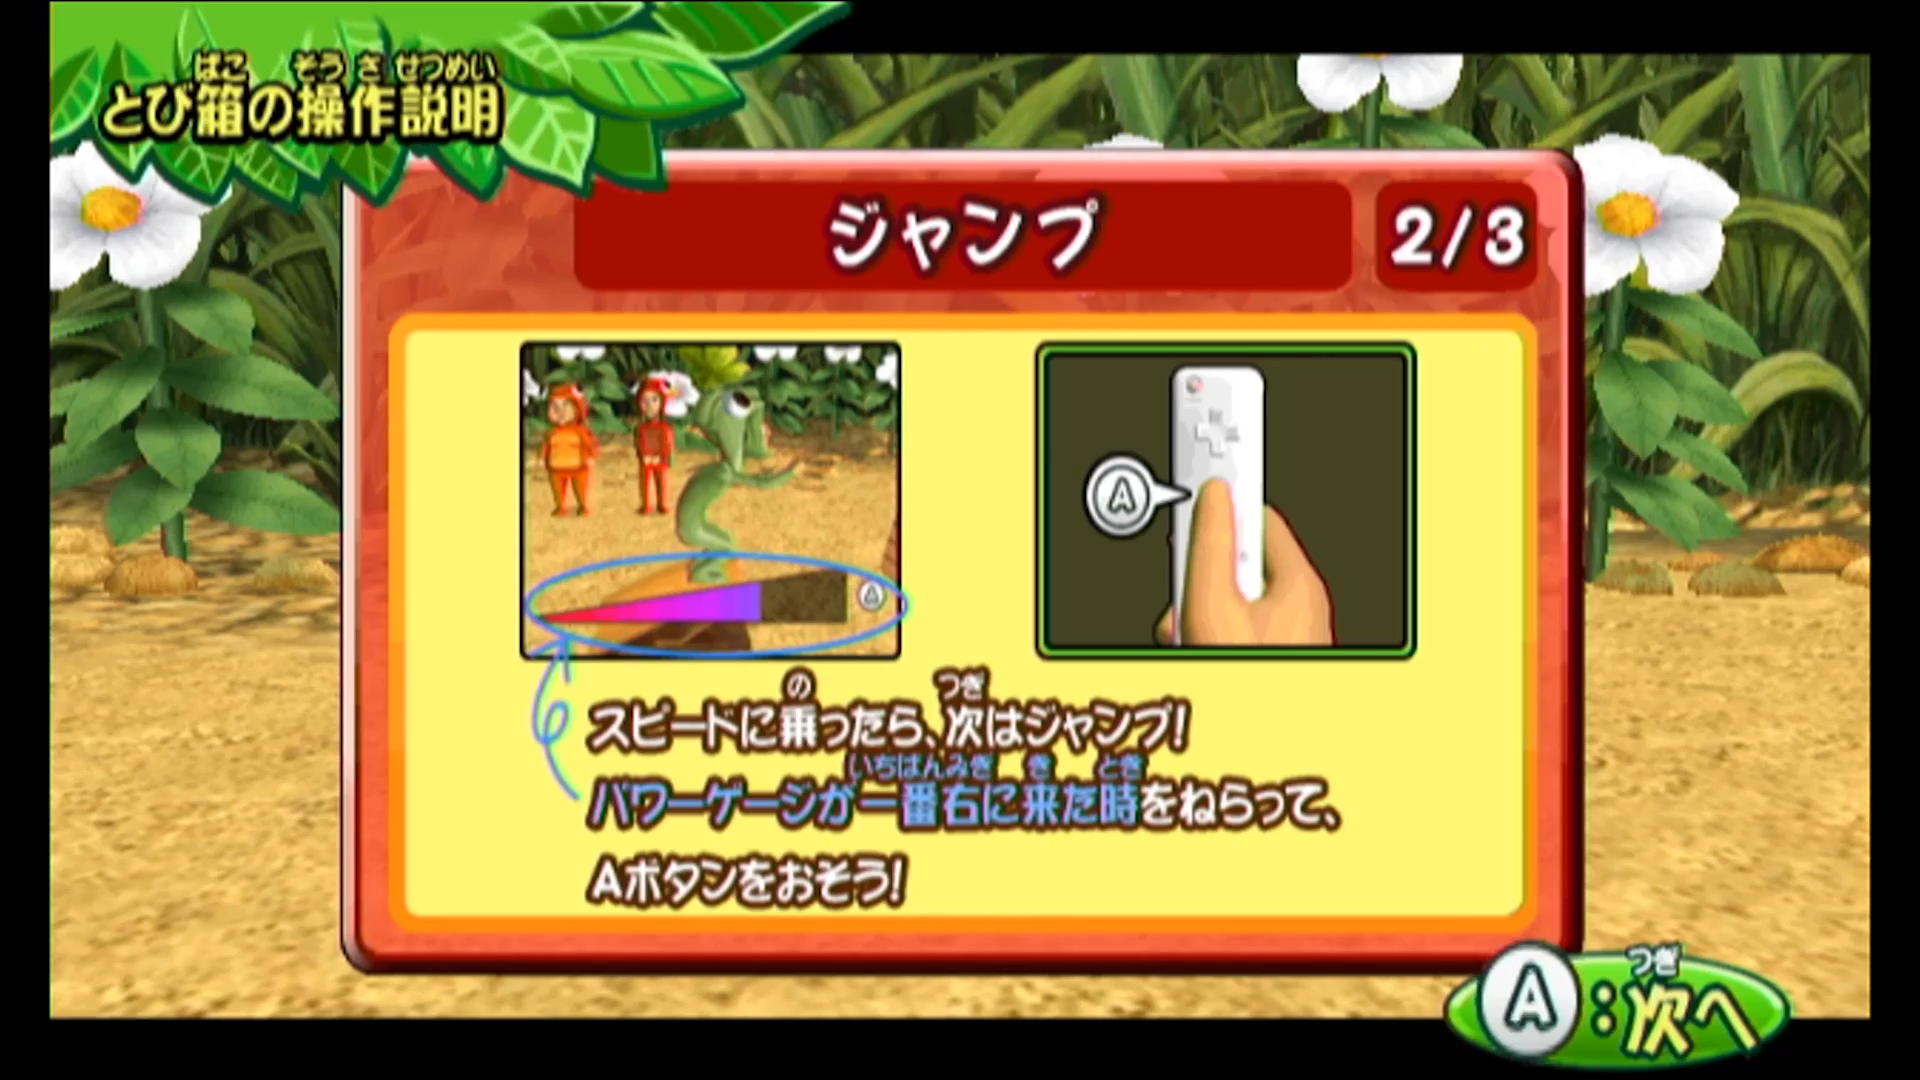 ばこ そう さ せつめい
とび箱の操作説明
ジャンプ
2/3
A
A
の つぎ
スピードに乗ったら、次はジャンプ!
いちばんみぎ き とき
パワーゲージが一番右に来た時をねらって、
Aボタンをおそう!
つぎ
A:次へ